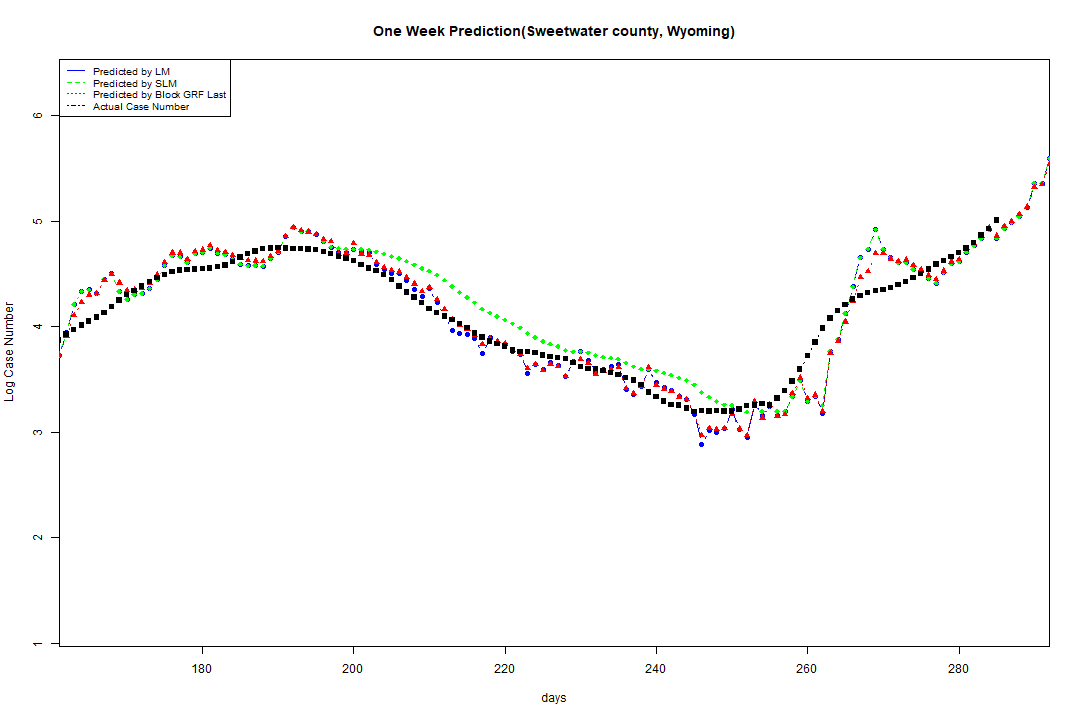 One Week Prediction(Sweetwater county, Wyoming)
Predicted by LM
Predicted by SLM
Predicted by Block GRF Last
Actual Case Number
6
5
4
3
2
1
Log Case Number
180 200 220 240 260 280
days